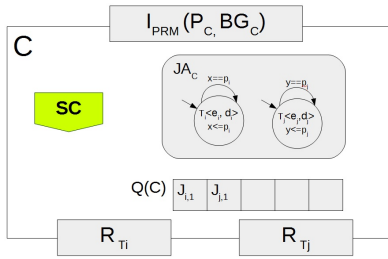 I_PRM (P_C, BG_C)
C
JA_C
x==p_i
y==p_j
T_i<e_i, d_i>
x<=p_i
T_j<e_j,d_j>
y<=p_j
SC
Q(C)
J_i,1
J_j,1
R_Ti
R_Tj